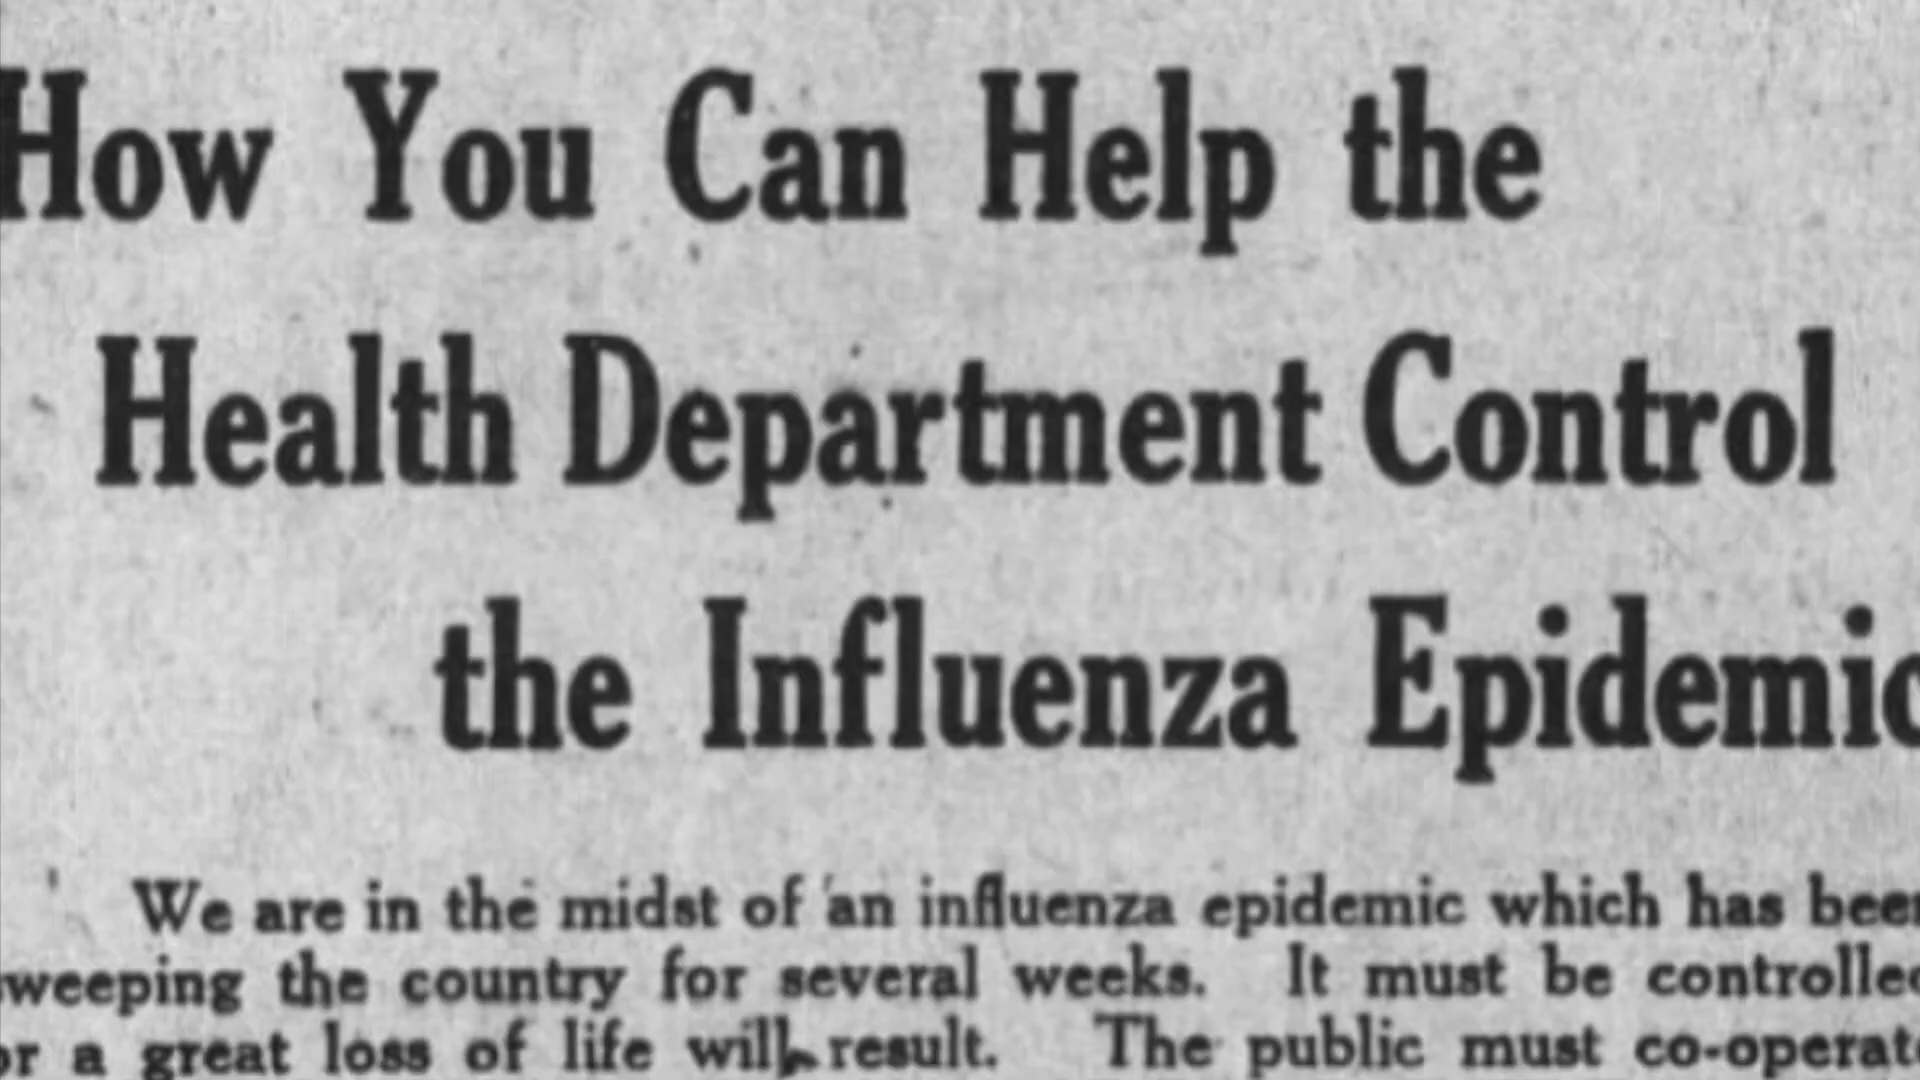 How You Can Help the
Health Department Control
the Influenza Epidemic
We are in the midst of an influenza epidemic which has been
sweeping the country for several weeks. It must be controlled
or a great loss of life will result. The public must co-operate